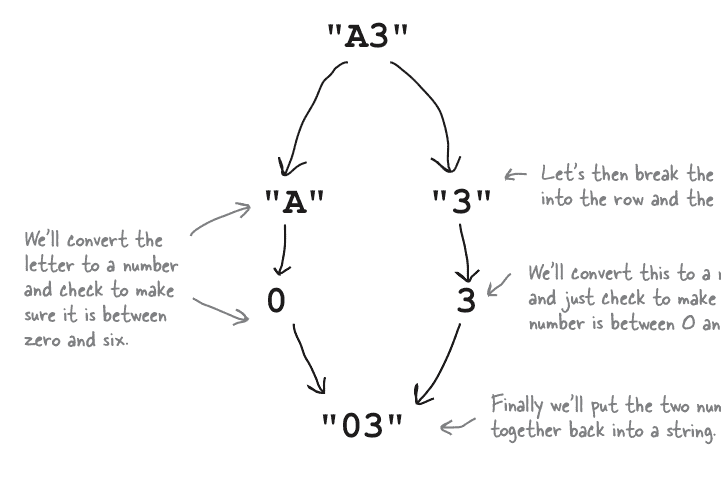 "A3"
"A"
"3"
Let's then break the
into the row and the
We'll convert the
letter to a number
and check to make
sure it is between
zero and six.
0
3
We'll convert this to a
and just check to make
number is between 0
Finally we'll put the two
together back into a string.
"03"